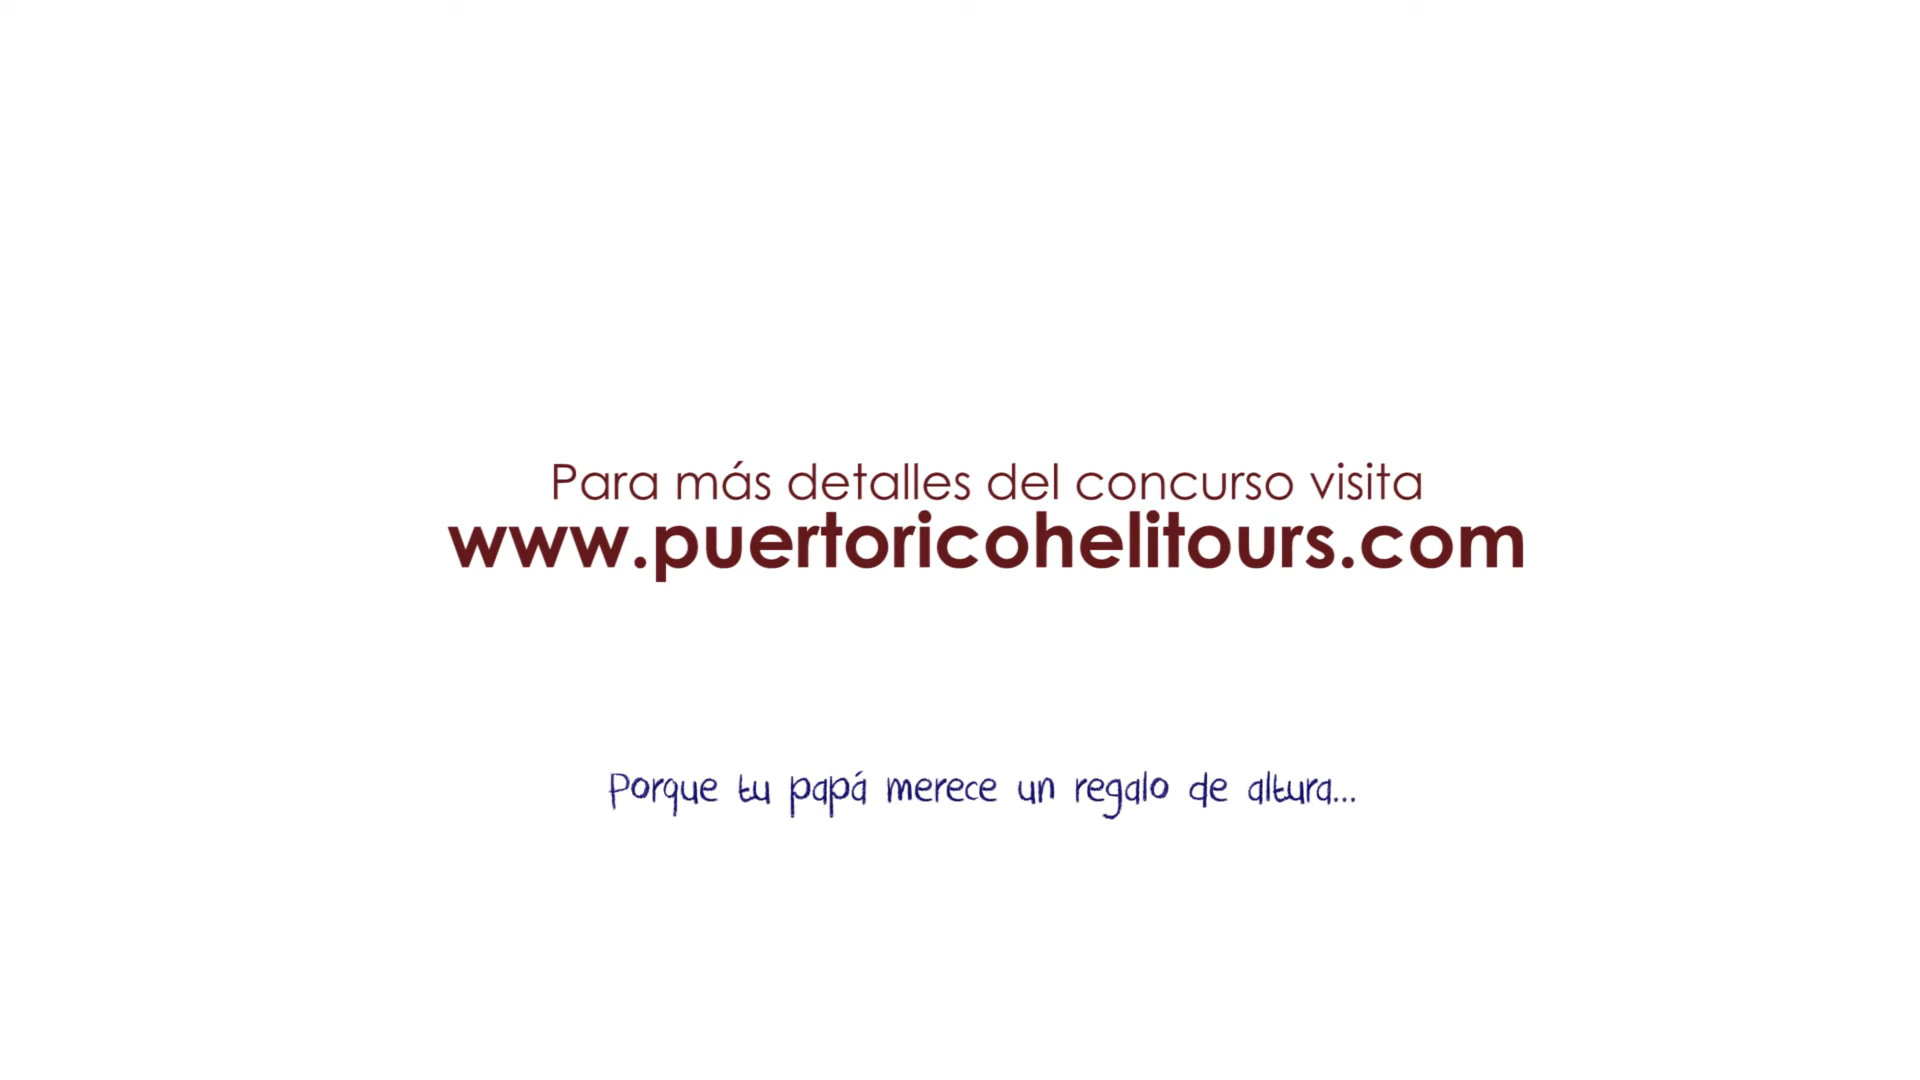 Para más detalles del concurso visita
www.puertoricohelitours.com
Porque tu papá merece un regalo de altura...